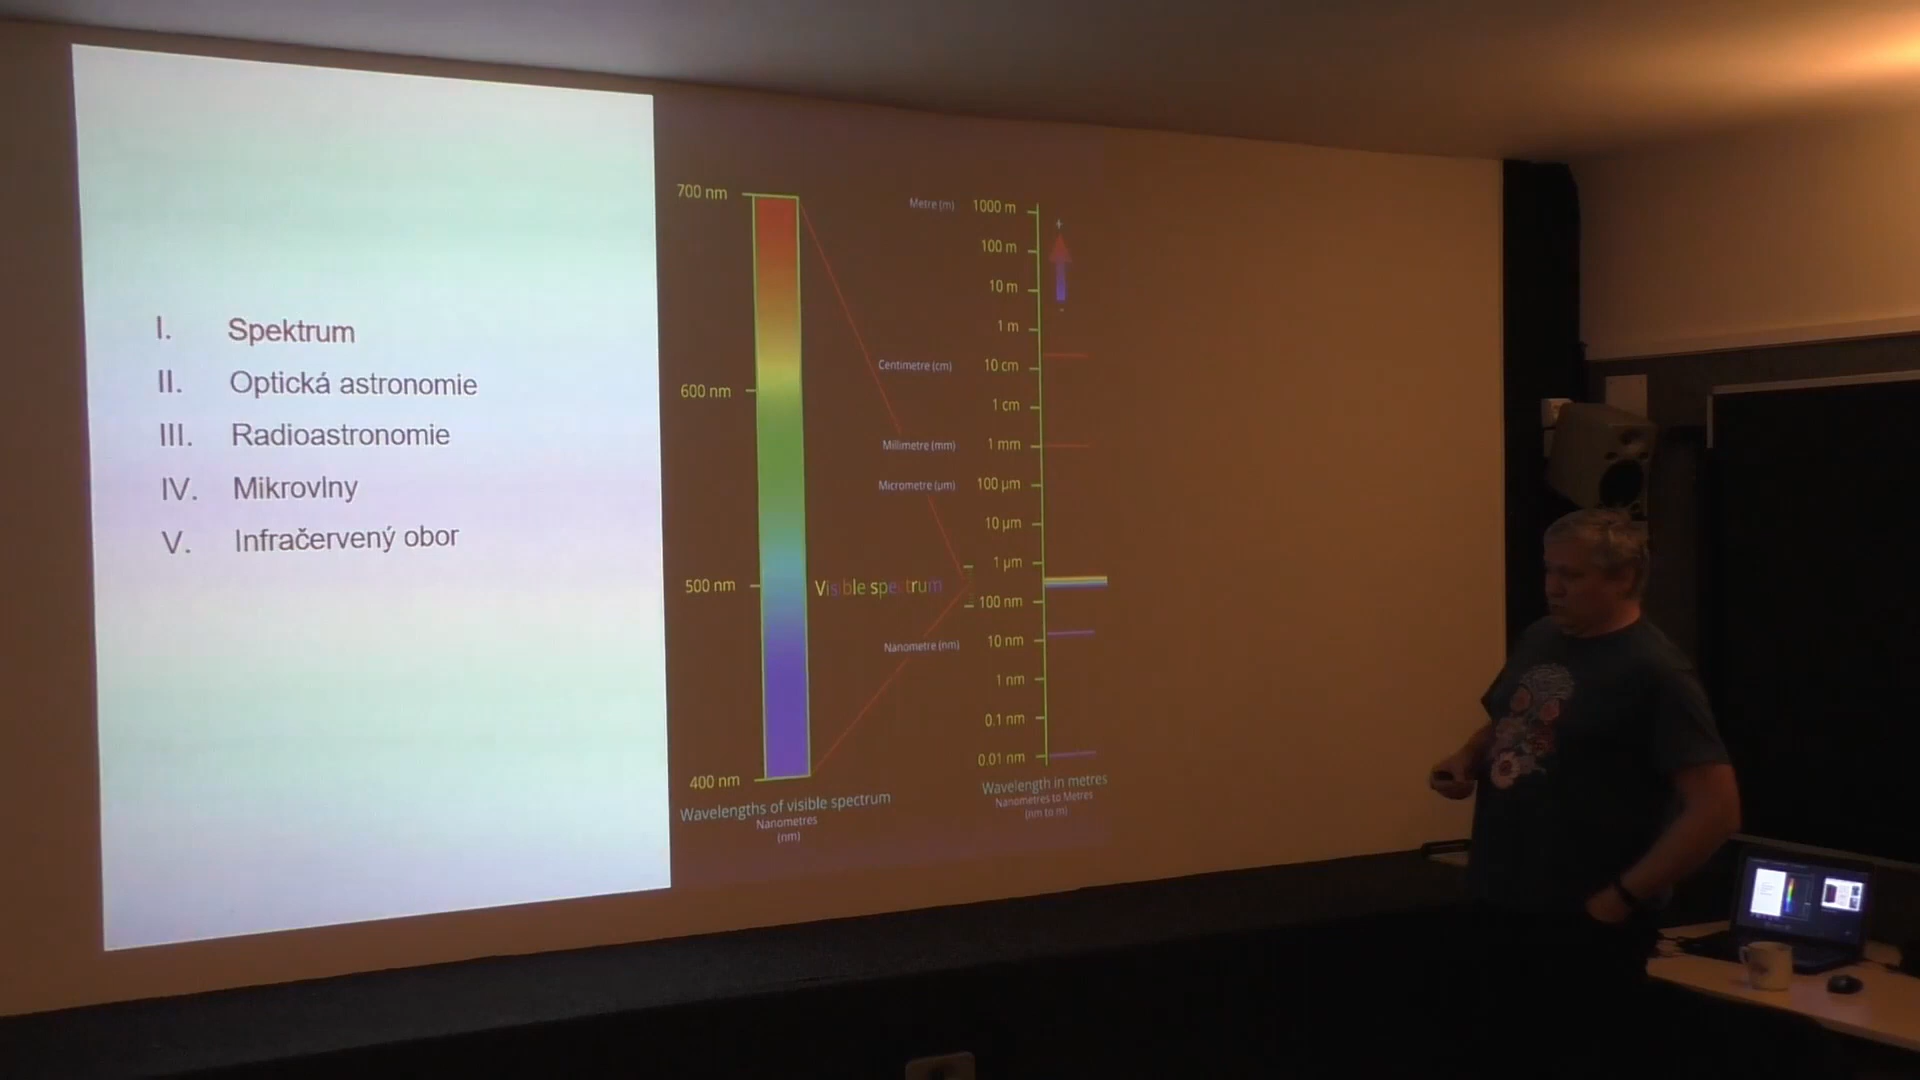 I. Spektrum
II. Optická astronomie
III. Radioastronomie
IV. Mikrovlny
V. Infračervený obor
700 nm
600 nm
500 nm
400 nm
Visible spectrum
Wavelengths of visible spectrum
Nanometres
(nm)
Metre (m) 1000 m
100 m
10 m
1 m
Centimetre (cm) 10 cm
1 cm
Millimetre (mm) 1 mm
Micrometre (µm) 100 µm
10 µm
1 µm
100 nm
Nanometre (nm) 10 nm
1 nm
0.1 nm
0.01 nm
+
-
Wavelength in metres
Nanometres to Metres
(nm to m)